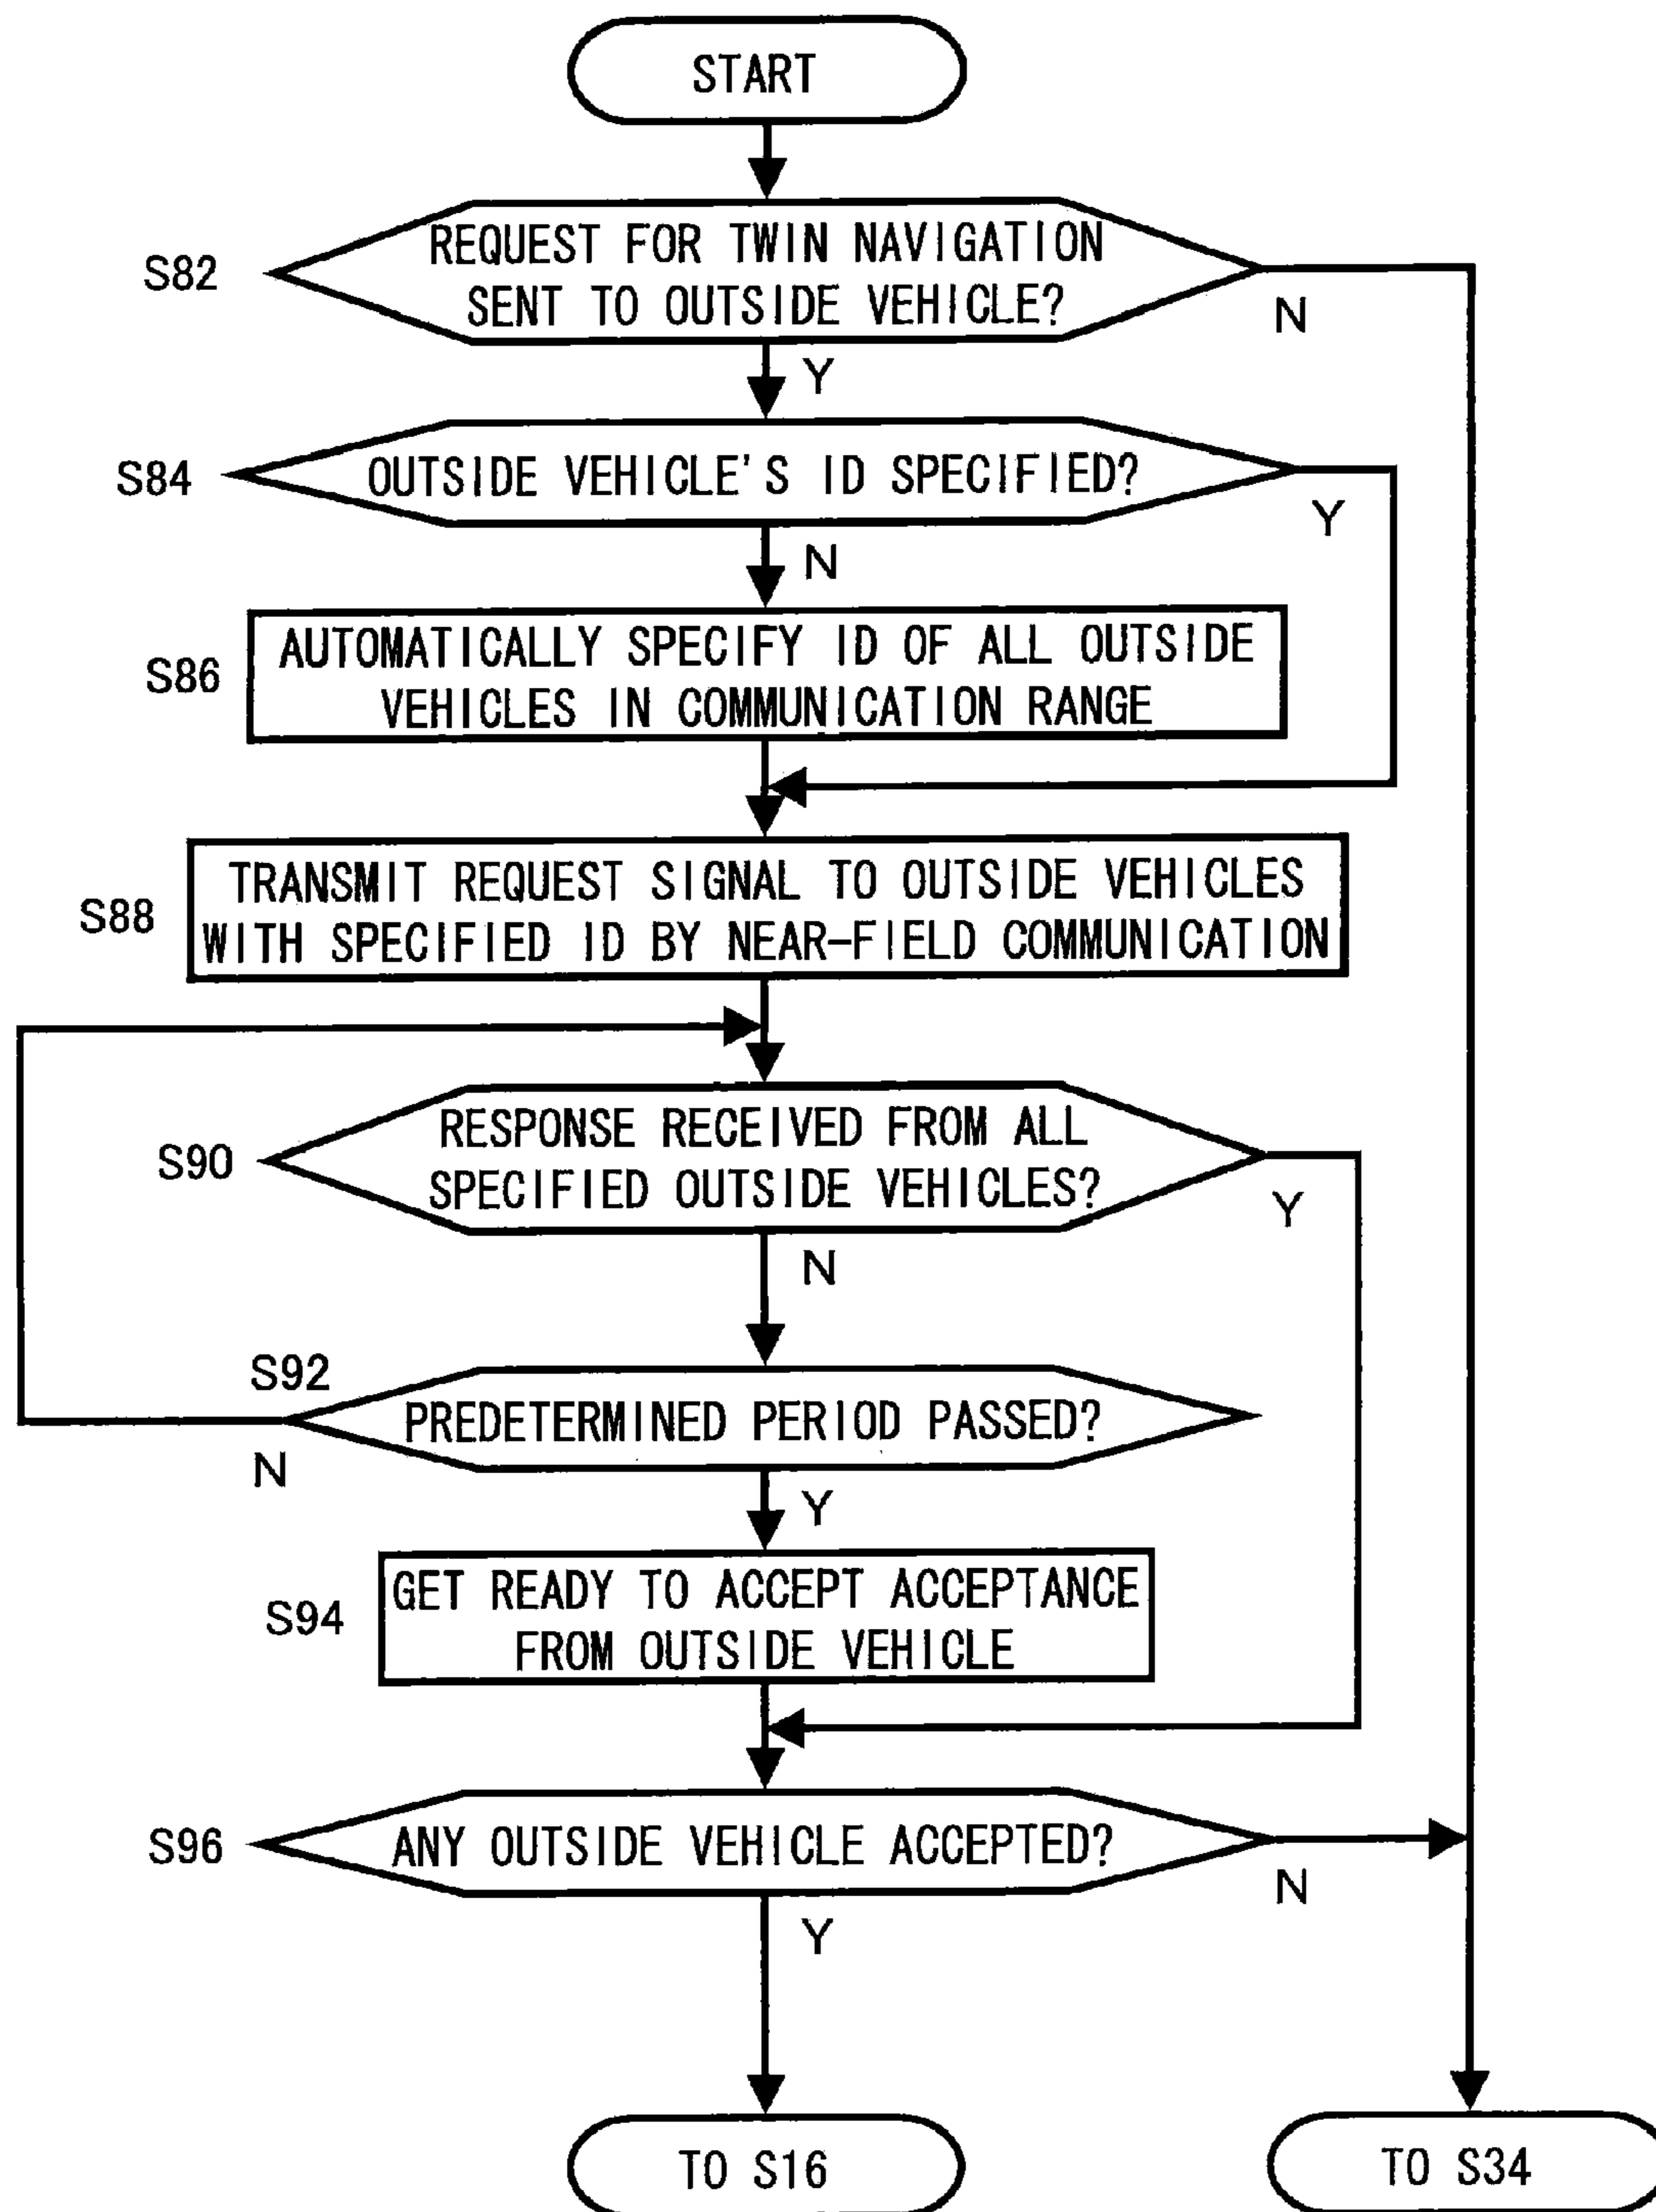 START
S82
REQUEST FOR TWIN NAVIGATION
SENT TO OUTSIDE VEHICLE?
N
Y
S84
OUTSIDE VEHICLE'S ID SPECIFIED?
Y
N
S86
AUTOMATICALLY SPECIFY ID OF ALL OUTSIDE
VEHICLES IN COMMUNICATION RANGE
S88
TRANSMIT REQUEST SIGNAL TO OUTSIDE VEHICLES
WITH SPECIFIED ID BY NEAR-FIELD COMMUNICATION
S90
RESPONSE RECEIVED FROM ALL
SPECIFIED OUTSIDE VEHICLES?
Y
N
S92
PREDETERMINED PERIOD PASSED?
N
Y
S94
GET READY TO ACCEPT ACCEPTANCE
FROM OUTSIDE VEHICLE
S96
ANY OUTSIDE VEHICLE ACCEPTED?
N
Y
TO S16
TO S34